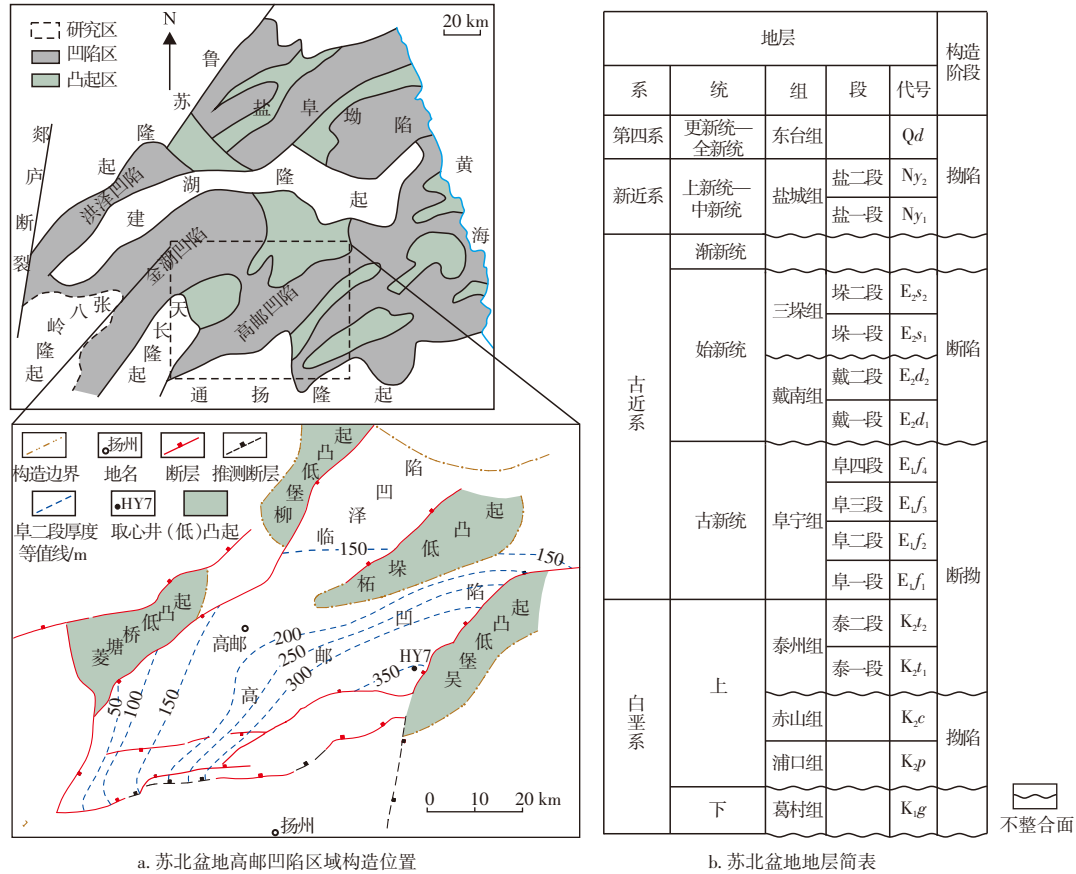 研究区
凹陷区
凸起区
N
20 km
鲁
苏
隆
起
盐阜坳陷
郯
庐
断
裂
洪泽凹陷
建湖隆起
黄
海
金湖凹陷
高邮凹陷
张
八
岭
隆
起
天
长
隆
起
通扬隆起
构造边界
扬州
地名
断层
推测断层
阜二段厚度
等值线/m
HY7
取心井
(低)凸起
柳堡低凸起
临泽凹陷
柘垛低凸起
菱塘桥低凸起
吴堡低凸起
高邮凹陷
高邮
HY7
150
150
200
250
300
350
50
100
150
0 10 20 km
扬州
a. 苏北盆地高邮凹陷区域构造位置
地层
构造
阶段
系 统 组 段 代号
第四系 更新统—
全新统 东台组 Qd
新近系 上新统—
中新统 盐城组 盐二段 Ny₂
盐一段 Ny₁
拗陷
古近系
渐新统
始新统 三垛组 垛二段 E₂s₂
垛一段 E₂s₁
戴南组 戴二段 E₂d₂
戴一段 E₂d₁
断陷
古新统 阜宁组 阜四段 E₁f₄
阜三段 E₁f₃
阜二段 E₁f₂
阜一段 E₁f₁
断拗
白垩系
上 泰州组 泰二段 K₂t₂
泰一段 K₂t₁
赤山组 K₂c
浦口组 K₂p
拗陷
下 葛村组 K₁g
不整合面
b. 苏北盆地地层简表